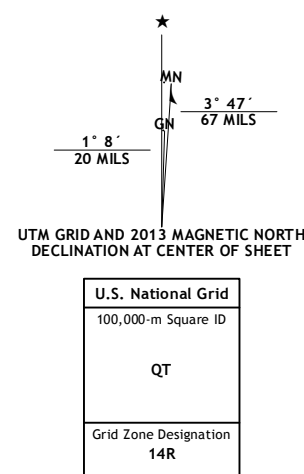 ★
MN
GN
3° 47´
67 MILS
1° 8´
20 MILS
UTM GRID AND 2013 MAGNETIC NORTH
DECLINATION AT CENTER OF SHEET
U.S. National Grid
100,000-m Square ID
QT
Grid Zone Designation
14R